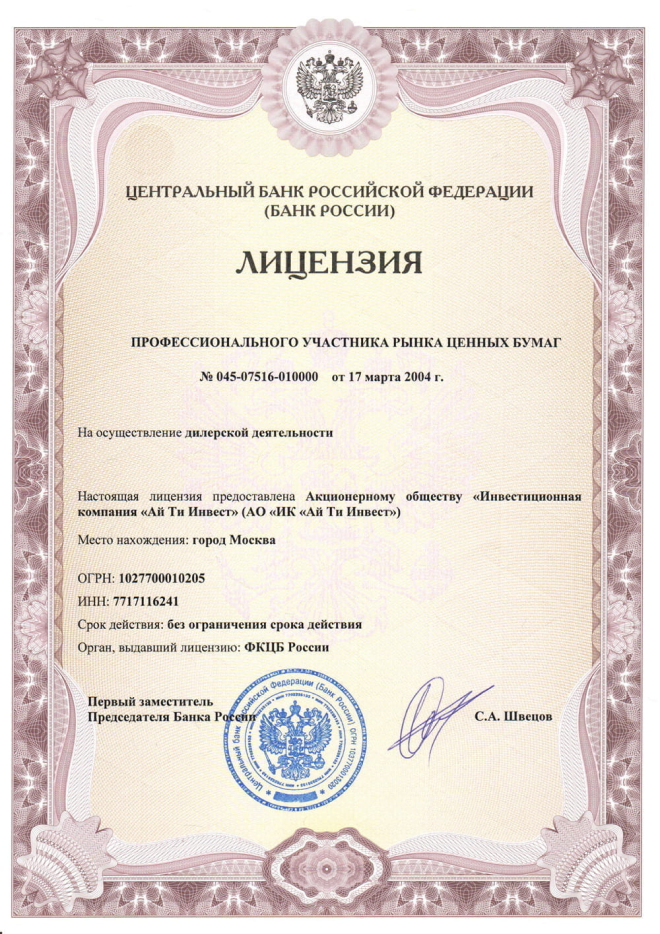 ЦЕНТРАЛЬНЫЙ БАНК РОССИЙСКОЙ ФЕДЕРАЦИИ
(БАНК РОССИИ)
ЛИЦЕНЗИЯ
ПРОФЕССИОНАЛЬНОГО УЧАСТНИКА РЫНКА ЦЕННЫХ БУМАГ
№ 045-07516-010000 от 17 марта 2004 г.
На осуществление дилерской деятельности
Настоящая лицензия предоставлена Акционерному обществу «Инвестиционная
компания «Ай Ти Инвест» (АО «ИК «Ай Ти Инвест»)
Место нахождения: город Москва
ОГРН: 1027700010205
ИНН: 7717116241
Срок действия: без ограничения срока действия
Орган, выдавший лицензию: ФКЦБ России
Первый заместитель
Председателя Банка России
С.А. Швецов
Центральный банк Российской Федерации (Банк России)